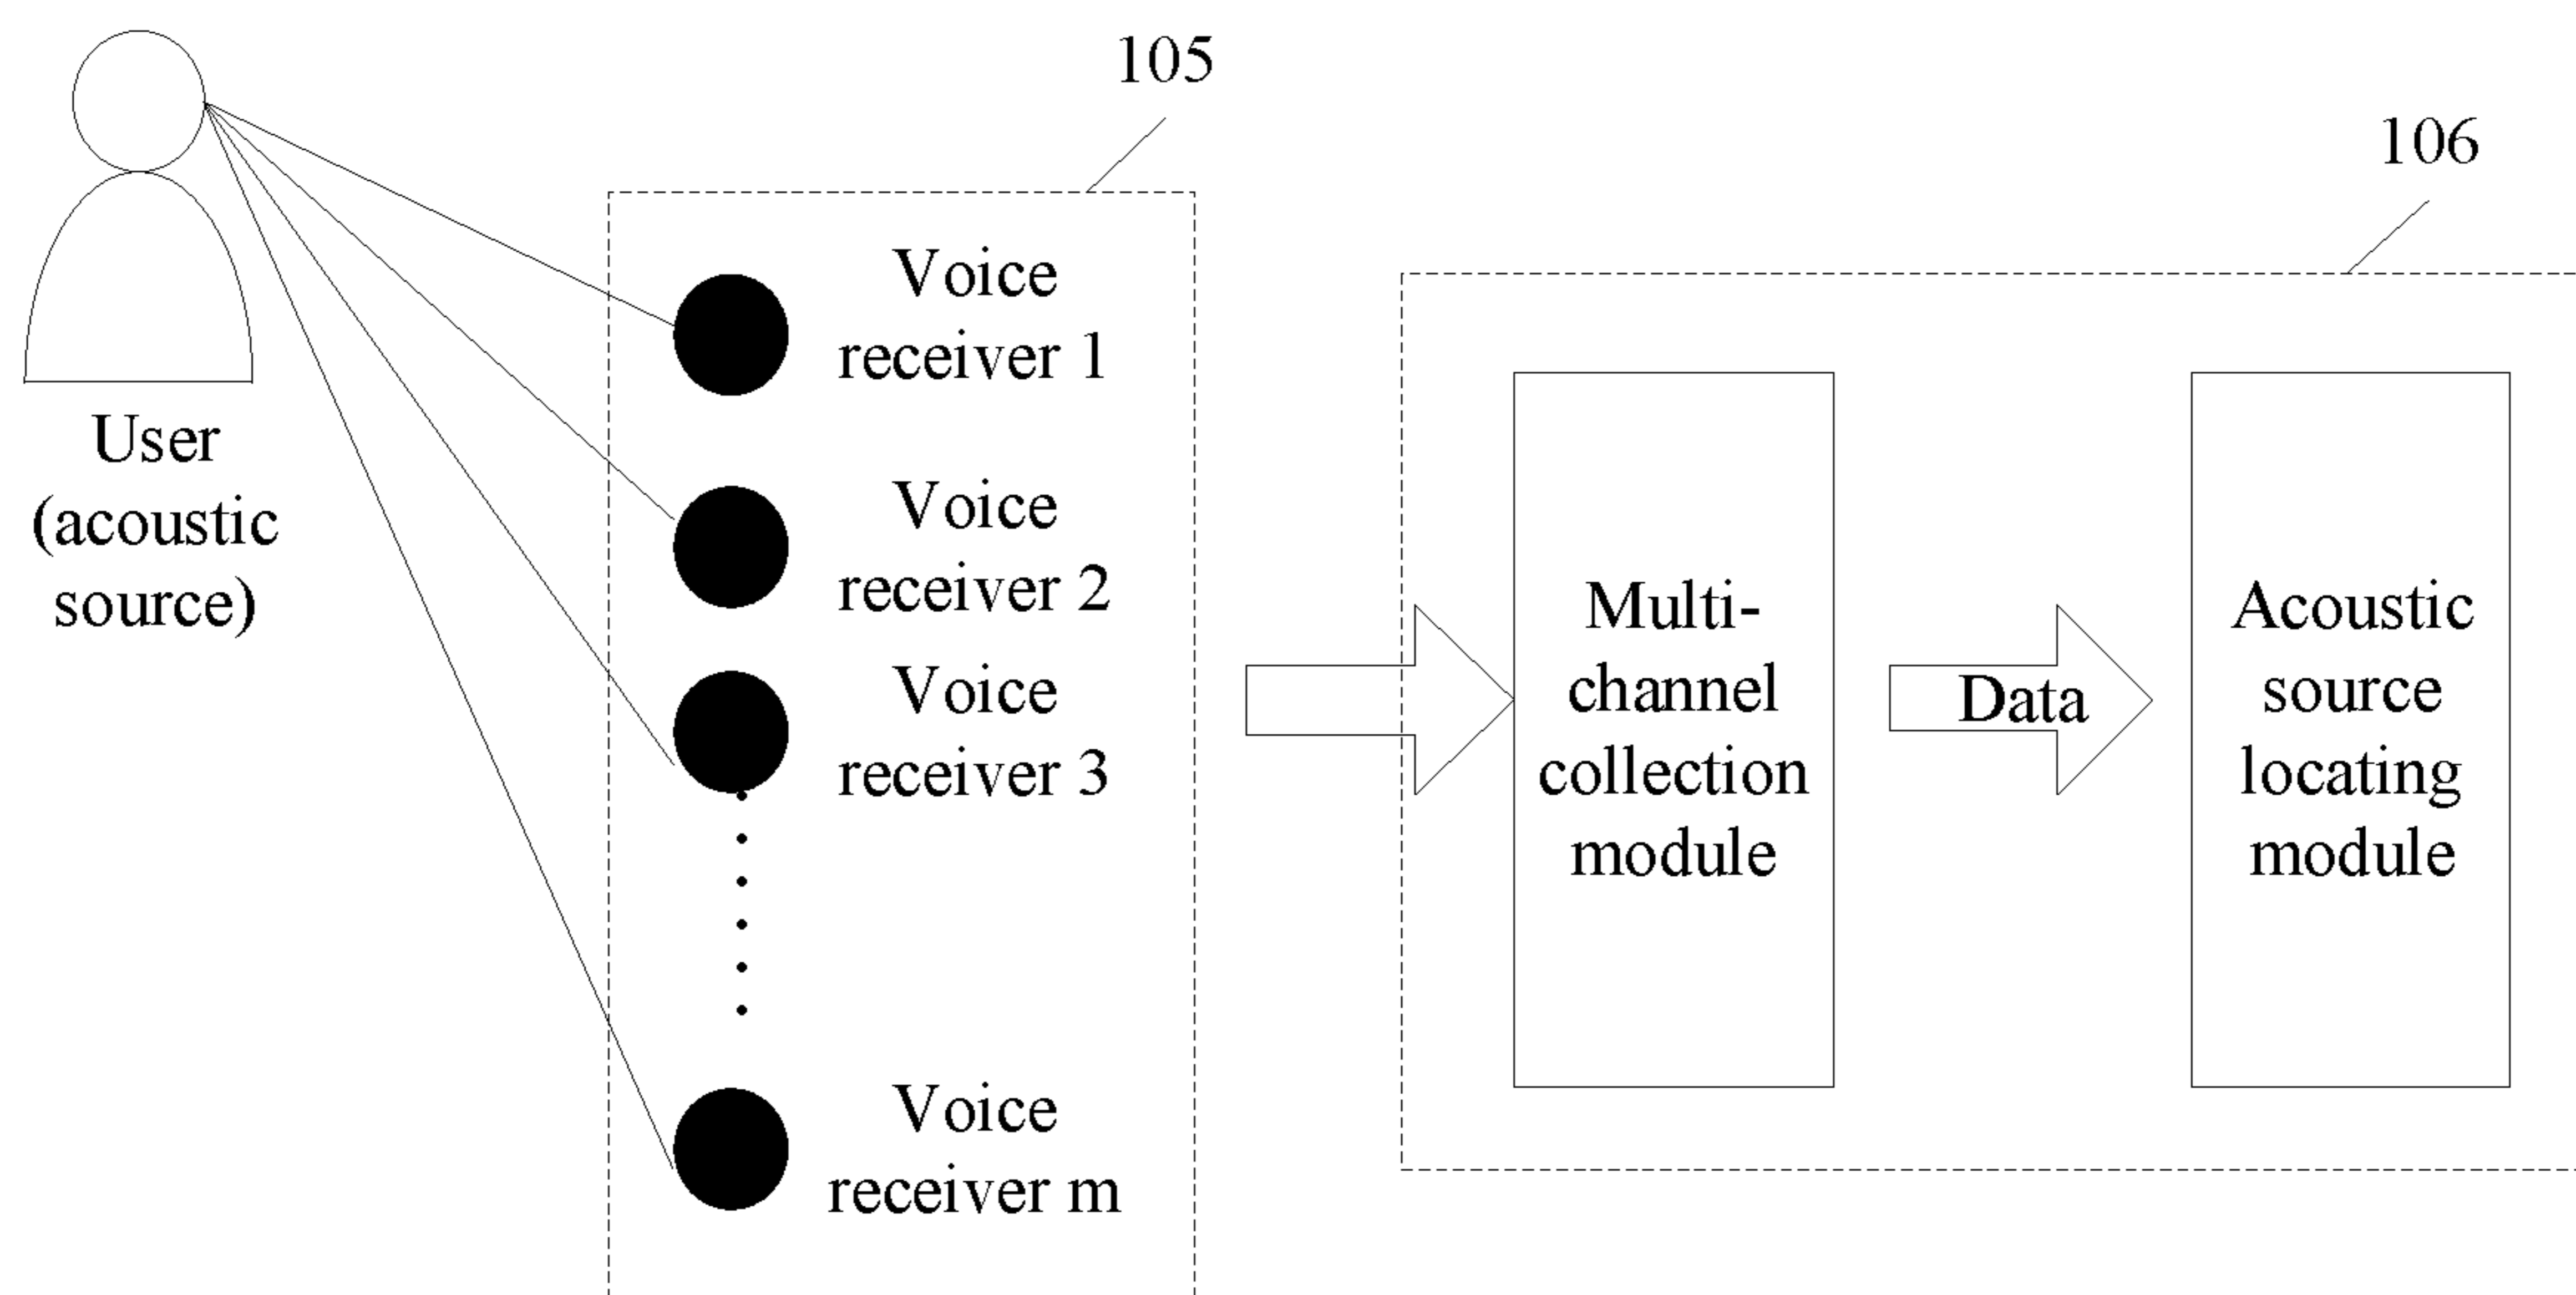 105
106
Voice
receiver 1
User
(acoustic
source)
Voice
receiver 2
Voice
receiver 3
Voice
receiver m
Multi-
channel
collection
module
Data
Acoustic
source
locating
module